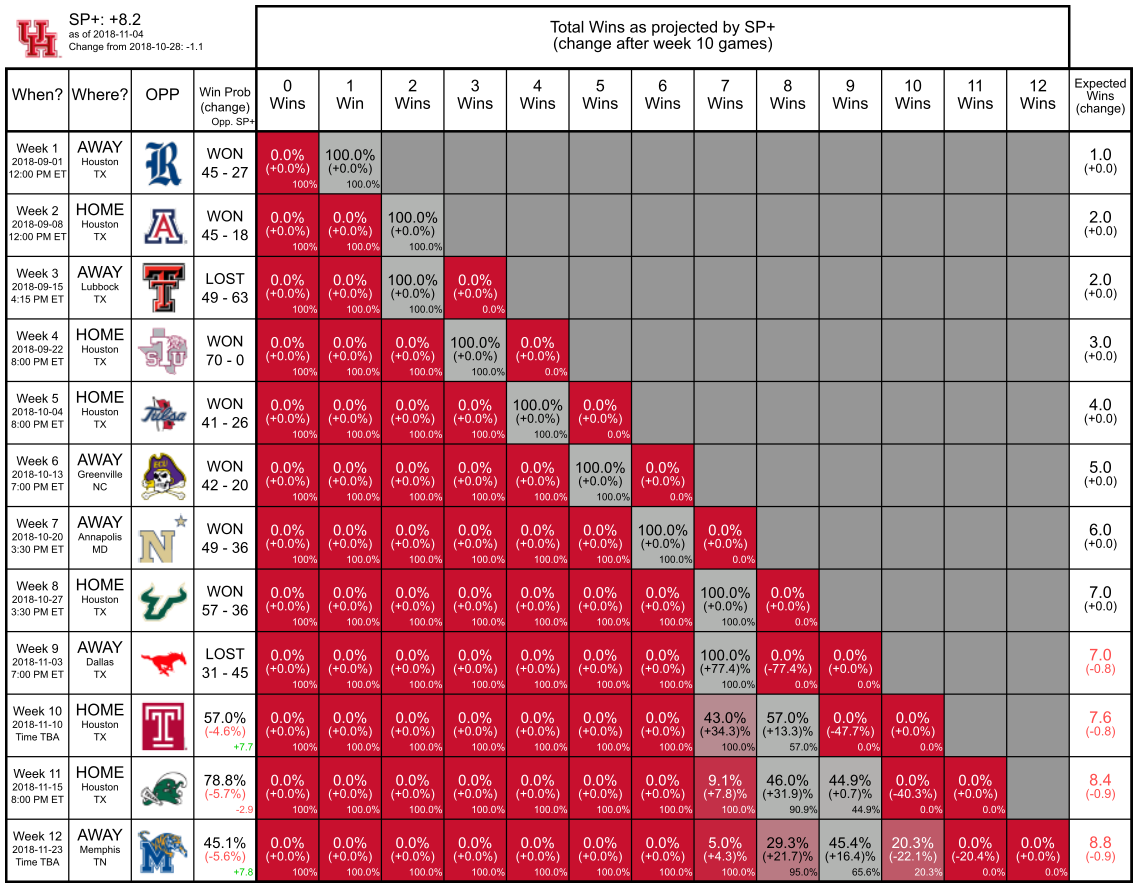 SP+: +8.2
as of 2018-11-04
Change from 2018-10-28: -1.1
Total Wins as projected by SP+
(change after week 10 games)
When? Where? OPP Win Prob (change) Opp. SP+ 0 Wins 1 Win 2 Wins 3 Wins 4 Wins 5 Wins 6 Wins 7 Wins 8 Wins 9 Wins 10 Wins 11 Wins 12 Wins Expected Wins (change)
Week 1 AWAY WON 0.0% 100.0% 1.0
2018-09-01 Houston (+0.0%) (+0.0%) (+0.0)
12:00 PM ET TX 45 - 27 100% 100.0%
Week 2 HOME WON 0.0% 0.0% 100.0% 2.0
2018-09-08 Houston (+0.0%) (+0.0%) (+0.0%) (+0.0)
12:00 PM ET TX 45 - 18 100% 100.0% 100.0%
Week 3 AWAY LOST 0.0% 0.0% 100.0% 0.0% 2.0
2018-09-15 Lubbock (+0.0%) (+0.0%) (+0.0%) (+0.0%) (+0.0)
4:15 PM ET TX 49 - 63 100% 100.0% 100.0% 0.0%
Week 4 HOME WON 0.0% 0.0% 0.0% 100.0% 0.0% 3.0
2018-09-22 Houston (+0.0%) (+0.0%) (+0.0%) (+0.0%) (+0.0%) (+0.0)
8:00 PM ET TX 70 - 0 100% 100.0% 100.0% 100.0% 0.0%
Week 5 HOME WON 0.0% 0.0% 0.0% 0.0% 100.0% 0.0% 4.0
2018-10-04 Houston (+0.0%) (+0.0%) (+0.0%) (+0.0%) (+0.0%) (+0.0%) (+0.0)
8:00 PM ET TX Tulsa 41 - 26 100% 100.0% 100.0% 100.0% 100.0% 0.0%
Week 6 AWAY ECU WON 0.0% 0.0% 0.0% 0.0% 0.0% 100.0% 0.0% 5.0
2018-10-13 Greenville (+0.0%) (+0.0%) (+0.0%) (+0.0%) (+0.0%) (+0.0%) (+0.0%) (+0.0)
7:00 PM ET NC 42 - 20 100% 100.0% 100.0% 100.0% 100.0% 100.0% 0.0%
Week 7 AWAY WON 0.0% 0.0% 0.0% 0.0% 0.0% 0.0% 100.0% 0.0% 6.0
2018-10-20 Annapolis (+0.0%) (+0.0%) (+0.0%) (+0.0%) (+0.0%) (+0.0%) (+0.0%) (+0.0%) (+0.0)
3:30 PM ET MD 49 - 36 100% 100.0% 100.0% 100.0% 100.0% 100.0% 100.0% 0.0%
Week 8 HOME WON 0.0% 0.0% 0.0% 0.0% 0.0% 0.0% 0.0% 100.0% 0.0% 7.0
2018-10-27 Houston (+0.0%) (+0.0%) (+0.0%) (+0.0%) (+0.0%) (+0.0%) (+0.0%) (+0.0%) (+0.0%) (+0.0)
3:30 PM ET TX 57 - 36 100% 100.0% 100.0% 100.0% 100.0% 100.0% 100.0% 100.0% 0.0%
Week 9 AWAY LOST 0.0% 0.0% 0.0% 0.0% 0.0% 0.0% 0.0% 100.0% 0.0% 0.0% 7.0
2018-11-03 Dallas (+0.0%) (+0.0%) (+0.0%) (+0.0%) (+0.0%) (+0.0%) (+0.0%) (+77.4)% (-77.4%) (+0.0%) (-0.8)
7:00 PM ET TX 31 - 45 100% 100.0% 100.0% 100.0% 100.0% 100.0% 100.0% 100.0% 0.0% 0.0%
Week 10 HOME 57.0% 0.0% 0.0% 0.0% 0.0% 0.0% 0.0% 0.0% 43.0% 57.0% 0.0% 0.0% 7.6
2018-11-10 Houston (-4.6%) (+0.0%) (+0.0%) (+0.0%) (+0.0%) (+0.0%) (+0.0%) (+0.0%) (+34.3)% (+13.3)% (-47.7%) (+0.0%) (-0.8)
Time TBA TX +7.7 100% 100.0% 100.0% 100.0% 100.0% 100.0% 100.0% 100.0% 57.0% 0.0% 0.0%
Week 11 HOME 78.8% 0.0% 0.0% 0.0% 0.0% 0.0% 0.0% 0.0% 9.1% 46.0% 44.9% 0.0% 0.0% 8.4
2018-11-15 Houston (-5.7%) (+0.0%) (+0.0%) (+0.0%) (+0.0%) (+0.0%) (+0.0%) (+0.0%) (+7.8)% (+31.9)% (+0.7)% (-40.3%) (+0.0%) (-0.9)
8:00 PM ET TX -2.9 100% 100.0% 100.0% 100.0% 100.0% 100.0% 100.0% 100.0% 90.9% 44.9% 0.0% 0.0%
Week 12 AWAY 45.1% 0.0% 0.0% 0.0% 0.0% 0.0% 0.0% 0.0% 5.0% 29.3% 45.4% 20.3% 0.0% 0.0% 8.8
2018-11-23 Memphis (-5.6%) (+0.0%) (+0.0%) (+0.0%) (+0.0%) (+0.0%) (+0.0%) (+0.0%) (+4.3)% (+21.7)% (+16.4)% (-22.1%) (-20.4%) (+0.0%) (-0.9)
Time TBA TN +7.8 100% 100.0% 100.0% 100.0% 100.0% 100.0% 100.0% 100.0% 95.0% 65.6% 20.3% 0.0% 0.0%